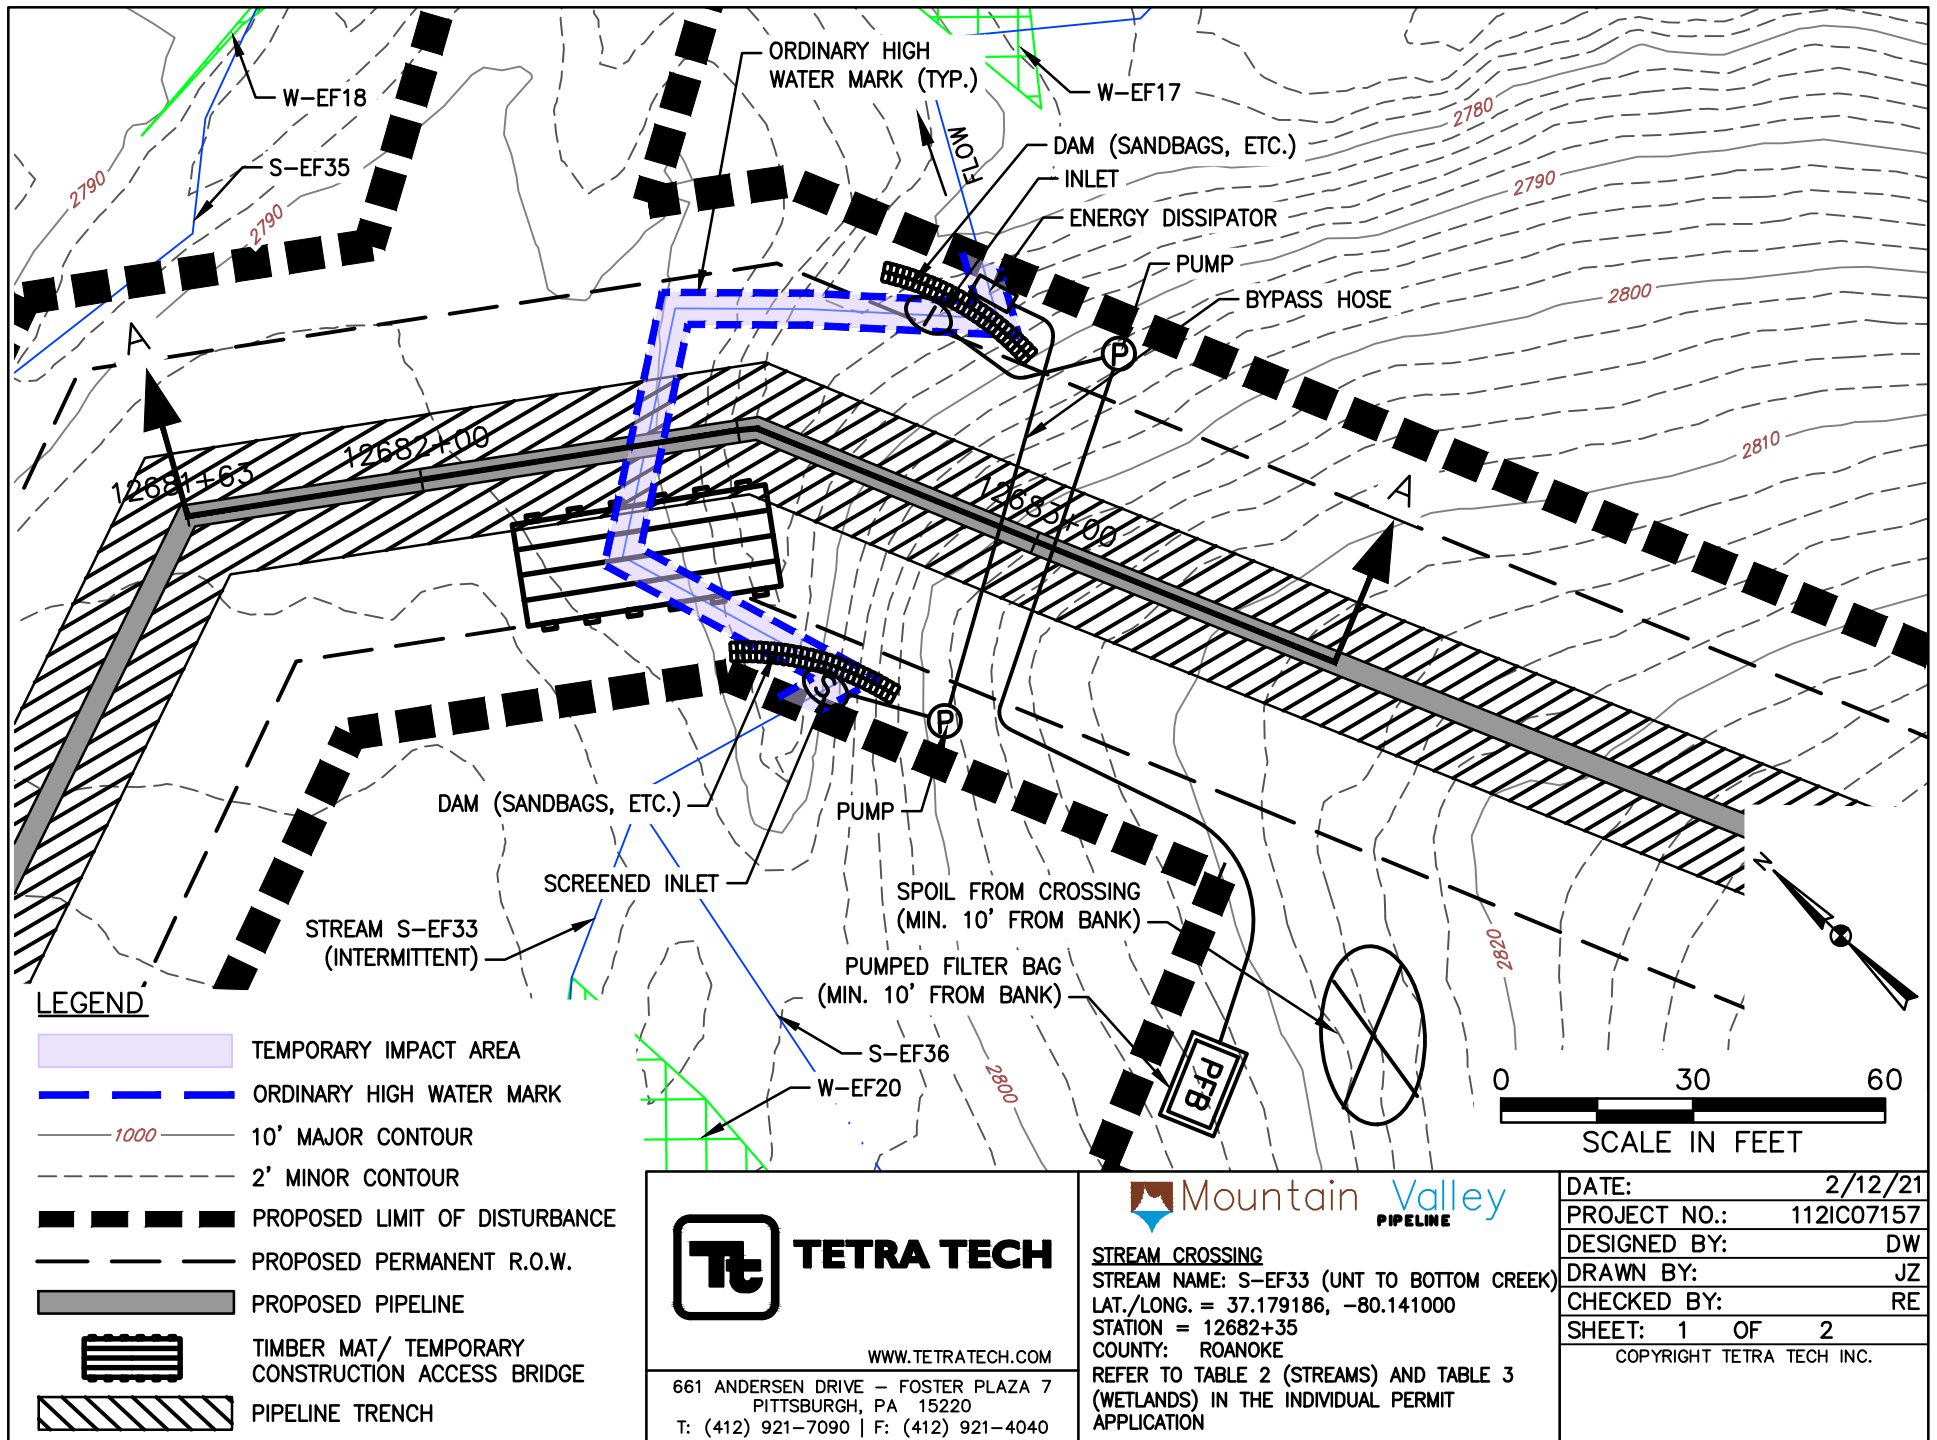 ORDINARY HIGH
WATER MARK (TYP.)
W-EF18
W-EF17
2780
FLOW
DAM (SANDBAGS, ETC.)
S-EF35
INLET
2790
2790
2790
ENERGY DISSIPATOR
PUMP
2800
BYPASS HOSE
A
I
P
2810
12682+00
12681+63
12683+00
A
S
P
DAM (SANDBAGS, ETC.)
PUMP
SCREENED INLET
SPOIL FROM CROSSING
(MIN. 10' FROM BANK)
STREAM S-EF33
(INTERMITTENT)
N
2820
PUMPED FILTER BAG
(MIN. 10' FROM BANK)
S-EF36
W-EF20
2800
PFB
LEGEND
TEMPORARY IMPACT AREA
ORDINARY HIGH WATER MARK
1000
10' MAJOR CONTOUR
2' MINOR CONTOUR
PROPOSED LIMIT OF DISTURBANCE
PROPOSED PERMANENT R.O.W.
PROPOSED PIPELINE
TIMBER MAT/ TEMPORARY
CONSTRUCTION ACCESS BRIDGE
PIPELINE TRENCH
0 30 60
SCALE IN FEET
Tt TETRA TECH
WWW.TETRATECH.COM
661 ANDERSEN DRIVE – FOSTER PLAZA 7
PITTSBURGH, PA 15220
T: (412) 921-7090 | F: (412) 921-4040
Mountain Valley
PIPELINE
STREAM CROSSING
STREAM NAME: S-EF33 (UNT TO BOTTOM CREEK)
LAT./LONG. = 37.179186, -80.141000
STATION = 12682+35
COUNTY: ROANOKE
REFER TO TABLE 2 (STREAMS) AND TABLE 3
(WETLANDS) IN THE INDIVIDUAL PERMIT
APPLICATION
DATE: 2/12/21
PROJECT NO.: 112IC07157
DESIGNED BY: DW
DRAWN BY: JZ
CHECKED BY: RE
SHEET: 1 OF 2
COPYRIGHT TETRA TECH INC.